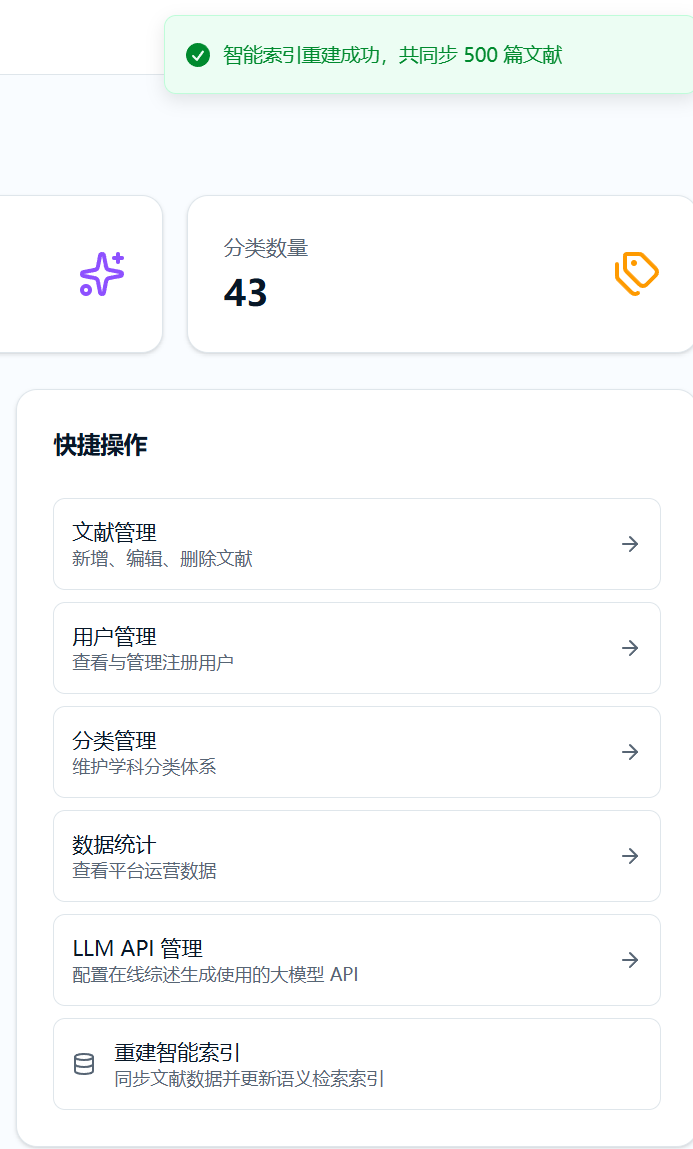 智能索引重建成功，共同步 500 篇文献
分类数量
43
快捷操作
文献管理
新增、编辑、删除文献
用户管理
查看与管理注册用户
分类管理
维护学科分类体系
数据统计
查看平台运营数据
LLM API 管理
配置在线综述生成使用的大模型 API
重建智能索引
同步文献数据并更新语义检索索引